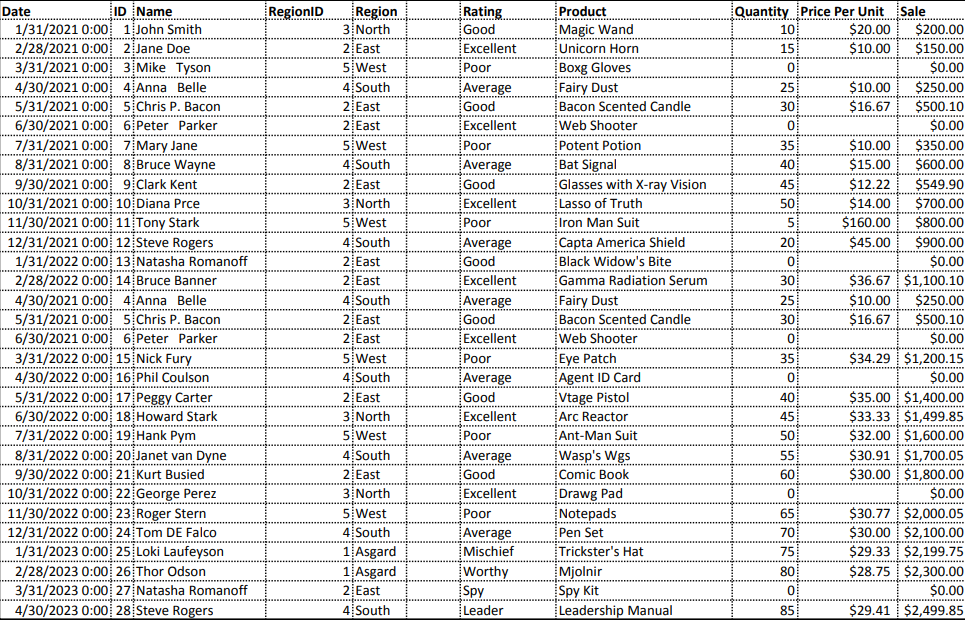 Date ID Name RegionID Region Rating Product Quantity Price Per Unit Sale
1/31/2021 0:00 1 John Smith 3 North Good Magic Wand 10 $20.00 $200.00
2/28/2021 0:00 2 Jane Doe 2 East Excellent Unicorn Horn 15 $10.00 $150.00
3/31/2021 0:00 3 Mike Tyson 5 West Poor Boxg Gloves 0 $0.00
4/30/2021 0:00 4 Anna Belle 4 South Average Fairy Dust 25 $10.00 $250.00
5/31/2021 0:00 5 Chris P. Bacon 2 East Good Bacon Scented Candle 30 $16.67 $500.10
6/30/2021 0:00 6 Peter Parker 2 East Excellent Web Shooter 0 $0.00
7/31/2021 0:00 7 Mary Jane 5 West Poor Potent Potion 35 $10.00 $350.00
8/31/2021 0:00 8 Bruce Wayne 4 South Average Bat Signal 40 $15.00 $600.00
9/30/2021 0:00 9 Clark Kent 2 East Good Glasses with X-ray Vision 45 $12.22 $549.90
10/31/2021 0:00 10 Diana Prce 3 North Excellent Lasso of Truth 50 $14.00 $700.00
11/30/2021 0:00 11 Tony Stark 5 West Poor Iron Man Suit 5 $160.00 $800.00
12/31/2021 0:00 12 Steve Rogers 4 South Average Capta America Shield 20 $45.00 $900.00
1/31/2022 0:00 13 Natasha Romanoff 2 East Good Black Widow's Bite 0 $0.00
2/28/2022 0:00 14 Bruce Banner 2 East Excellent Gamma Radiation Serum 30 $36.67 $1,100.10
4/30/2021 0:00 4 Anna Belle 4 South Average Fairy Dust 25 $10.00 $250.00
5/31/2021 0:00 5 Chris P. Bacon 2 East Good Bacon Scented Candle 30 $16.67 $500.10
6/30/2021 0:00 6 Peter Parker 2 East Excellent Web Shooter 0 $0.00
3/31/2022 0:00 15 Nick Fury 5 West Poor Eye Patch 35 $34.29 $1,200.15
4/30/2022 0:00 16 Phil Coulson 4 South Average Agent ID Card 0 $0.00
5/31/2022 0:00 17 Peggy Carter 2 East Good Vtage Pistol 40 $35.00 $1,400.00
6/30/2022 0:00 18 Howard Stark 3 North Excellent Arc Reactor 45 $33.33 $1,499.85
7/31/2022 0:00 19 Hank Pym 5 West Poor Ant-Man Suit 50 $32.00 $1,600.00
8/31/2022 0:00 20 Janet van Dyne 4 South Average Wasp's Wgs 55 $30.91 $1,700.05
9/30/2022 0:00 21 Kurt Busied 2 East Good Comic Book 60 $30.00 $1,800.00
10/31/2022 0:00 22 George Perez 3 North Excellent Drawg Pad 0 $0.00
11/30/2022 0:00 23 Roger Stern 5 West Poor Notepads 65 $30.77 $2,000.05
12/31/2022 0:00 24 Tom DE Falco 4 South Average Pen Set 70 $30.00 $2,100.00
1/31/2023 0:00 25 Loki Laufeyson 1 Asgard Mischief Trickster's Hat 75 $29.33 $2,199.75
2/28/2023 0:00 26 Thor Odson 1 Asgard Worthy Mjolnir 80 $28.75 $2,300.00
3/31/2023 0:00 27 Natasha Romanoff 2 East Spy Spy Kit 0 $0.00
4/30/2023 0:00 28 Steve Rogers 4 South Leader Leadership Manual 85 $29.41 $2,499.85